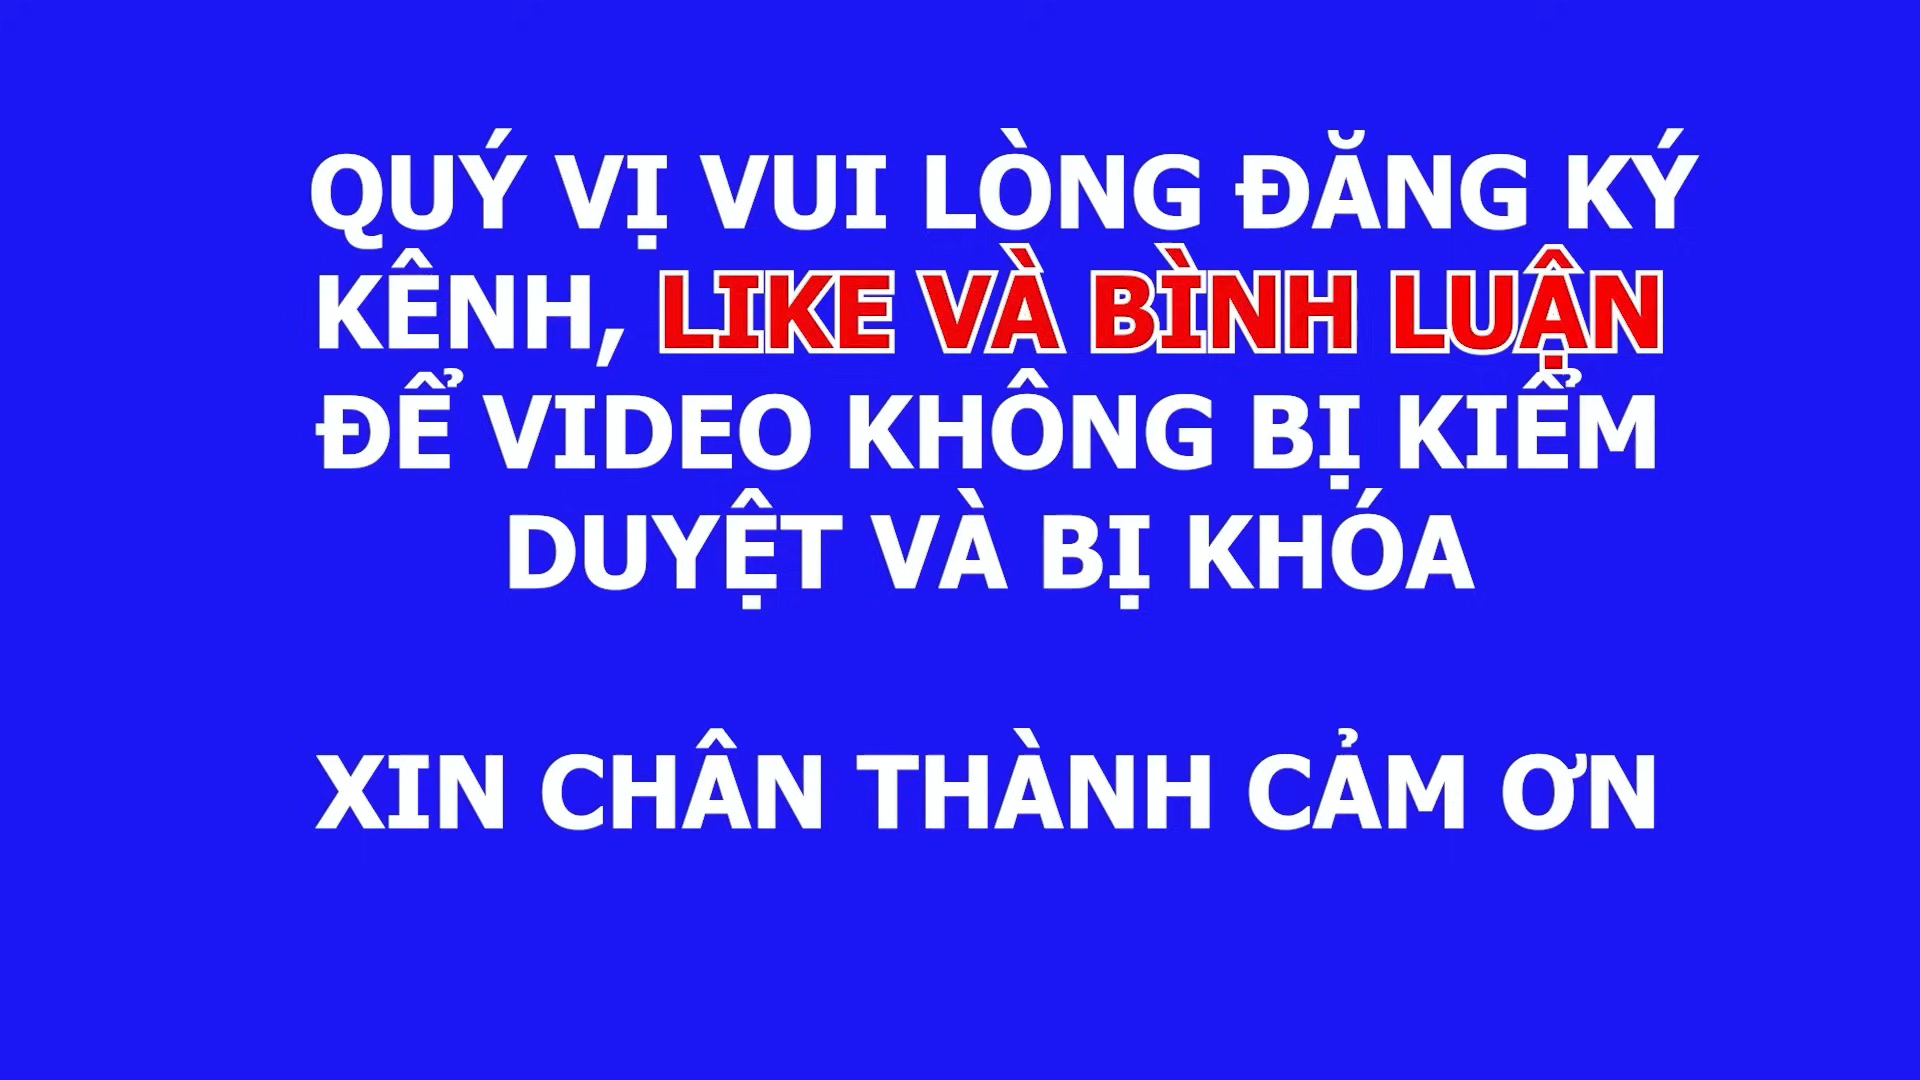 QUÝ VỊ VUI LÒNG ĐĂNG KÝ
KÊNH, LIKE VÀ BÌNH LUẬN
ĐỂ VIDEO KHÔNG BỊ KIỂM
DUYỆT VÀ BỊ KHÓA
XIN CHÂN THÀNH CẢM ƠN